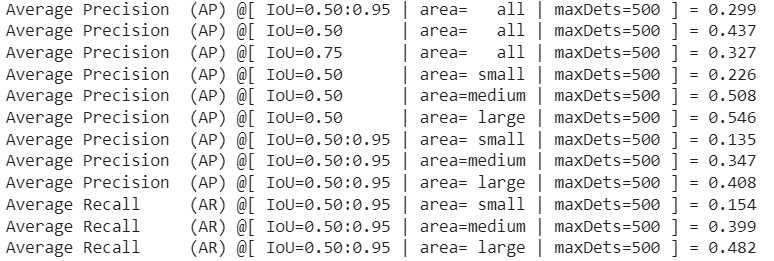 Average Precision  (AP) @[ IoU=0.50:0.95 | area=   all | maxDets=500 ] = 0.299
Average Precision  (AP) @[ IoU=0.50      | area=   all | maxDets=500 ] = 0.437
Average Precision  (AP) @[ IoU=0.75      | area=   all | maxDets=500 ] = 0.327
Average Precision  (AP) @[ IoU=0.50      | area= small | maxDets=500 ] = 0.226
Average Precision  (AP) @[ IoU=0.50      | area=medium | maxDets=500 ] = 0.508
Average Precision  (AP) @[ IoU=0.50      | area= large | maxDets=500 ] = 0.546
Average Precision  (AP) @[ IoU=0.50:0.95 | area= small | maxDets=500 ] = 0.135
Average Precision  (AP) @[ IoU=0.50:0.95 | area=medium | maxDets=500 ] = 0.347
Average Precision  (AP) @[ IoU=0.50:0.95 | area= large | maxDets=500 ] = 0.408
Average Recall     (AR) @[ IoU=0.50:0.95 | area= small | maxDets=500 ] = 0.154
Average Recall     (AR) @[ IoU=0.50:0.95 | area=medium | maxDets=500 ] = 0.399
Average Recall     (AR) @[ IoU=0.50:0.95 | area= large | maxDets=500 ] = 0.482